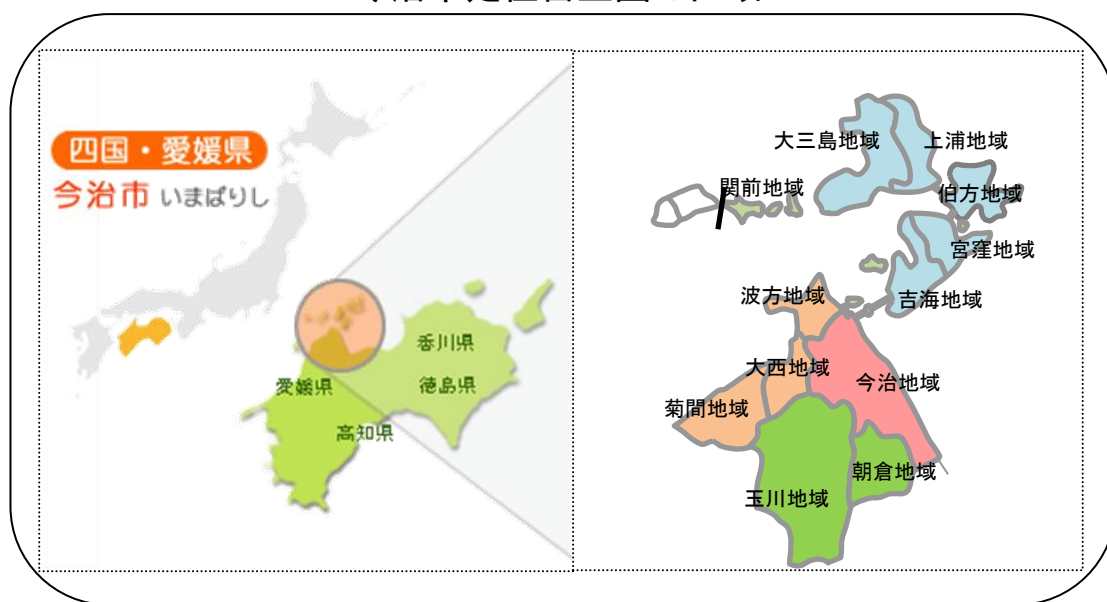 四国・愛媛県
今治市 いまばりし
香川県
愛媛県
徳島県
高知県
大三島地域
上浦地域
関前地域
伯方地域
宮窪地域
波方地域
吉海地域
大西地域
今治地域
菊間地域
朝倉地域
玉川地域